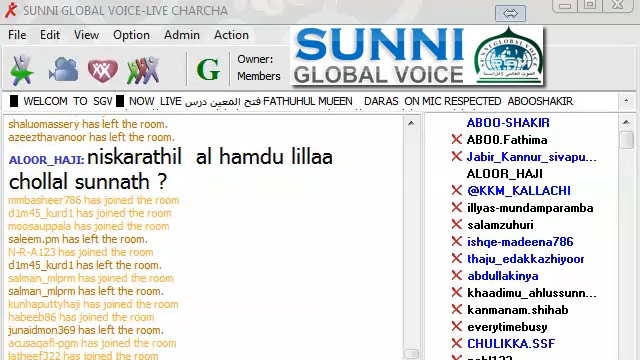 SUNNI GLOBAL VOICE-LIVE CHARCHA
File Edit View Option Admin Action
G
Owner:
Members
SUNNI
GLOBAL VOICE
SUNNI GLOBAL VOICE
WELCOM TO SGV NOW LIVE فتح المعين درس FATHUHUL MUEEN DARAS ON MIC RESPECTED ABOOSHAKIR
shaluomassery has left the room.
azeezthavanoor has left the room.
ALOOR_HAJI: niskarathil al hamdu lillaa
chollal sunnath ?
mmbasheer786 has joined the room
d1m45_kurd1 has joined the room
moosauppala has joined the room
saleem.pm has left the room.
N-R-A123 has joined the room
d1m45_kurd1 has left the room.
salman_mlprm has joined the room
salman_mlprm has left the room.
kunhaputtyhaji has joined the room
habeeb86 has joined the room
junaidmon369 has left the room.
acusaqafi-pgm has joined the room
latheef322 has joined the room
ABOO-SHAKIR
ABOO.Fathima
Jabir_Kannur_sivapu...
ALOOR_HAJI
@KKM_KALLACHI
illyas-mundamparamba
salamzuhuri
ishqe-madeena786
thaju_edakkazhiyoor
abdullakinya
khaadimu_ahlussunn...
kanmanam.shihab
everytimebusy
CHULIKKA.SSF